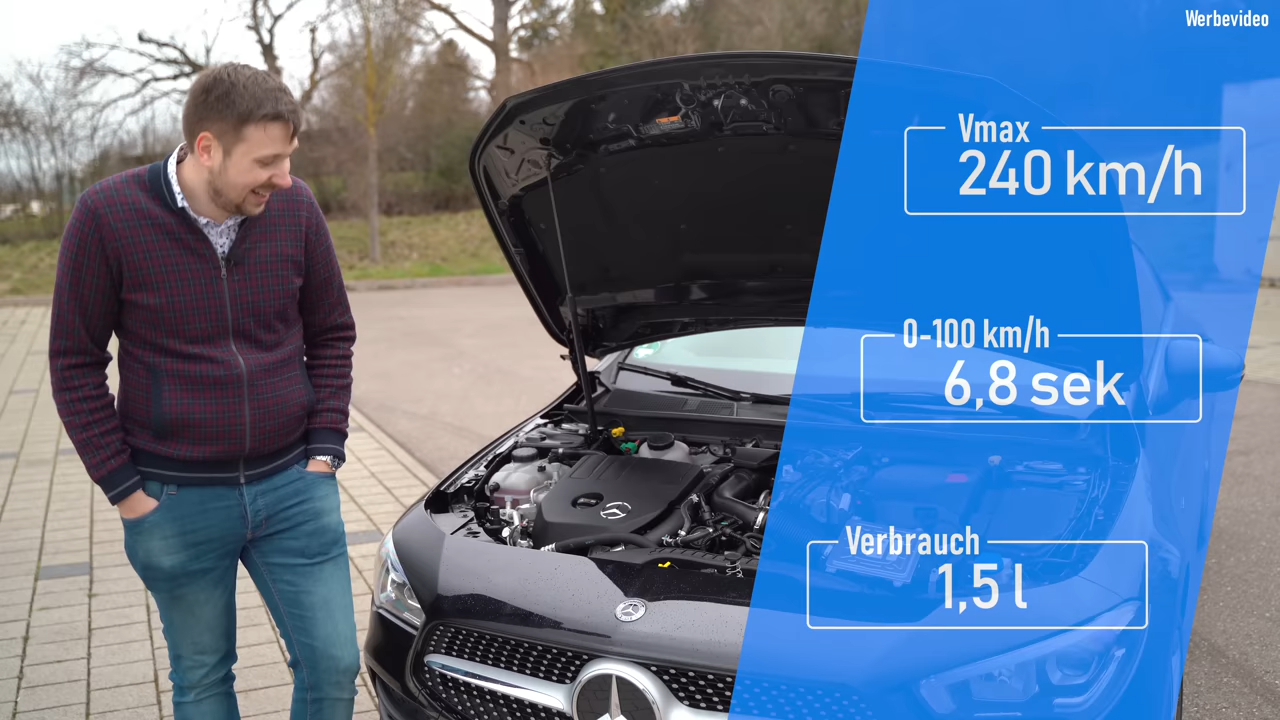 Werbevideo
Vmax
240 km/h
0-100 km/h
6,8 sek
Verbrauch
1,5 l